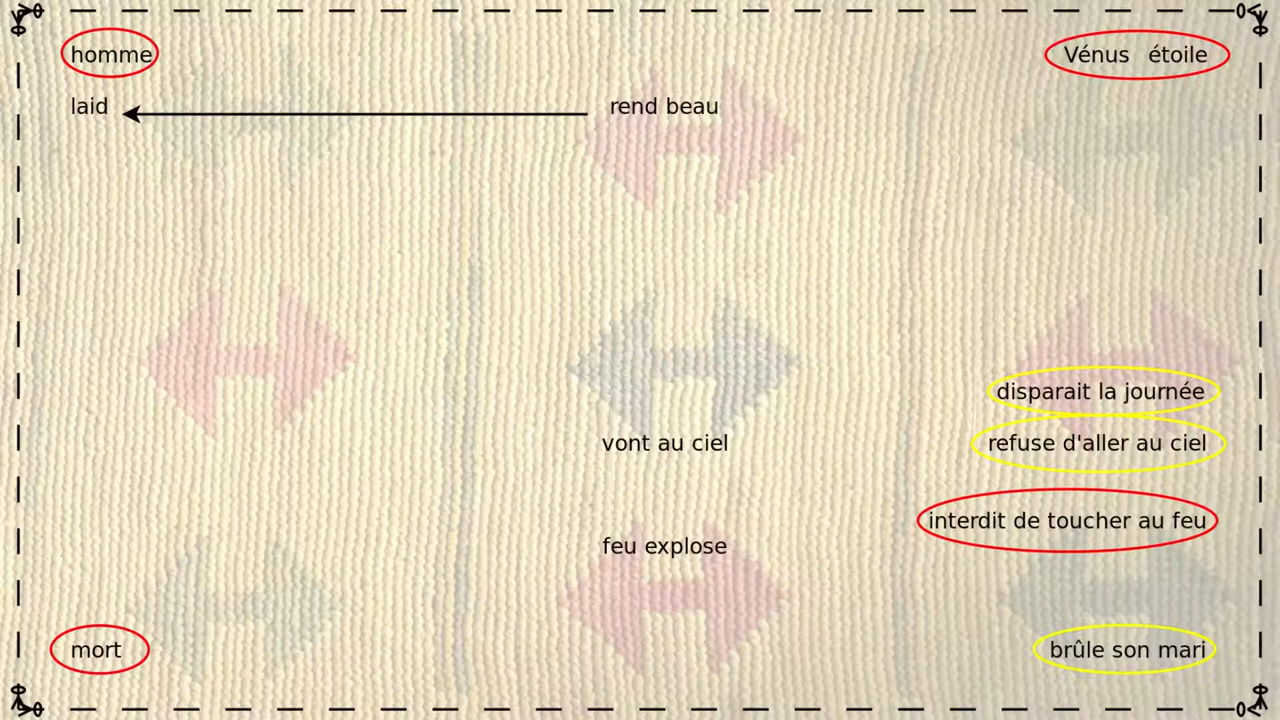 homme
Vénus étoile
laid
rend beau
disparait la journée
vont au ciel
refuse d'aller au ciel
interdit de toucher au feu
feu explose
mort
brûle son mari